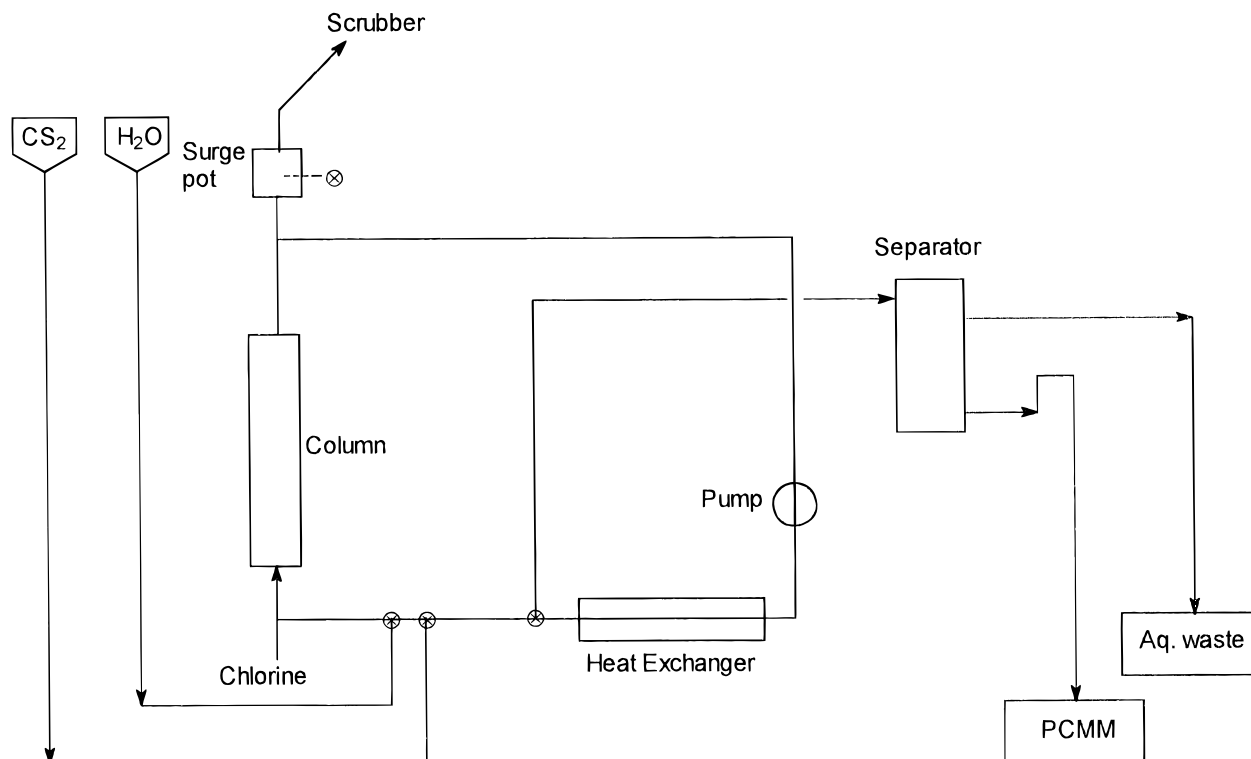 Scrubber
CS₂
H₂O
Surge
pot
Separator
Column
Pump
Heat Exchanger
Chlorine
Aq. waste
PCMM